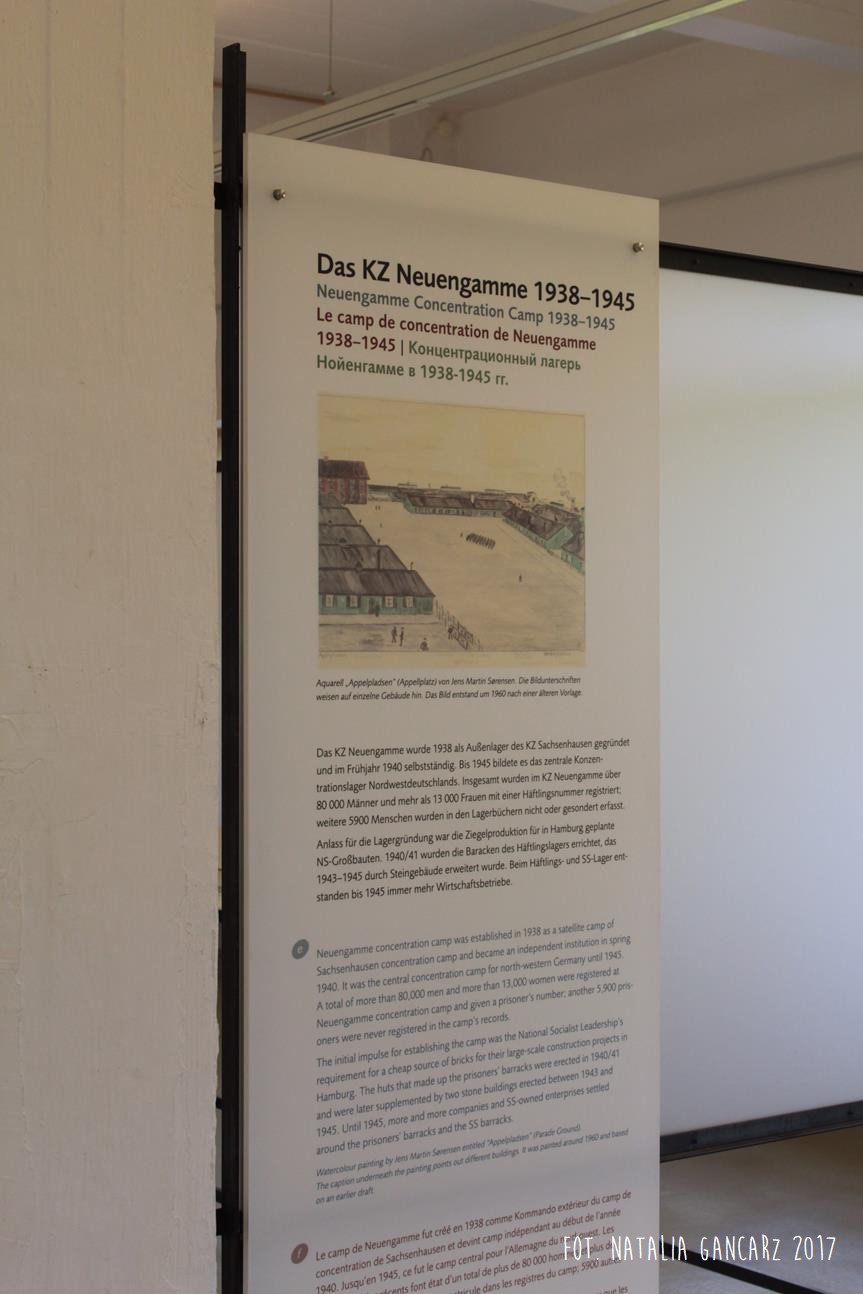 Das KZ Neuengamme 1938–1945
Neuengamme Concentration Camp 1938–1945
Le camp de concentration de Neuengamme
1938–1945 | Концентрационный лагерь
Нойенгамме в 1938-1945 гг.
Aquarell „Appelpladsen“ (Appellplatz) von Jens Martin Sørensen. Die Bildunterschriften
weisen auf einzelne Gebäude hin. Das Bild entstand um 1960 nach einer älteren Vorlage.
Das KZ Neuengamme wurde 1938 als Außenlager des KZ Sachsenhausen gegründet
und im Frühjahr 1940 selbstständig. Bis 1945 bildete es das zentrale Konzen-
trationslager Nordwestdeutschlands. Insgesamt wurden im KZ Neuengamme über
80 000 Männer und mehr als 13 000 Frauen mit einer Häftlingsnummer registriert;
weitere 5900 Menschen wurden in den Lagerbüchern nicht oder gesondert erfasst.
Anlass für die Lagergründung war die Ziegelproduktion für in Hamburg geplante
NS-Großbauten. 1940/41 wurden die Baracken des Häftlingslagers errichtet, das
1943–1945 durch Steingebäude erweitert wurde. Beim Häftlings- und SS-Lager ent-
standen bis 1945 immer mehr Wirtschaftsbetriebe.
e
Neuengamme concentration camp was established in 1938 as a satellite camp of
Sachsenhausen concentration camp and became an independent institution in spring
1940. It was the central concentration camp for north-western Germany until 1945.
A total of more than 80,000 men and more than 13,000 women were registered at
Neuengamme concentration camp and given a prisoner's number; another 5,900 pris-
oners were never registered in the camp's records.
The initial impulse for establishing the camp was the National Socialist Leadership's
requirement for a cheap source of bricks for their large-scale construction projects in
Hamburg. The huts that made up the prisoners' barracks were erected in 1940/41
and were later supplemented by two stone buildings erected between 1943 and
1945. Until 1945, more and more companies and SS-owned enterprises settled
around the prisoners' barracks and the SS barracks.
Watercolour painting by Jens Martin Sørensen entitled "Appelpladsen" (Parade Ground).
The caption underneath the painting points out different buildings. It was painted around 1960 and based
on an earlier draft.
f
Le camp de Neuengamme fut créé en 1938 comme Kommando extérieur du camp de
concentration de Sachsenhausen et devint camp indépendant au début de l'année
1940. Jusqu'en 1945, ce fut le camp central pour l'Allemagne du Les
font état d'un total de plus de 80 000 plus
dans les registres du camp; 5900
les
FOT. NATALIA GANCARZ 2017